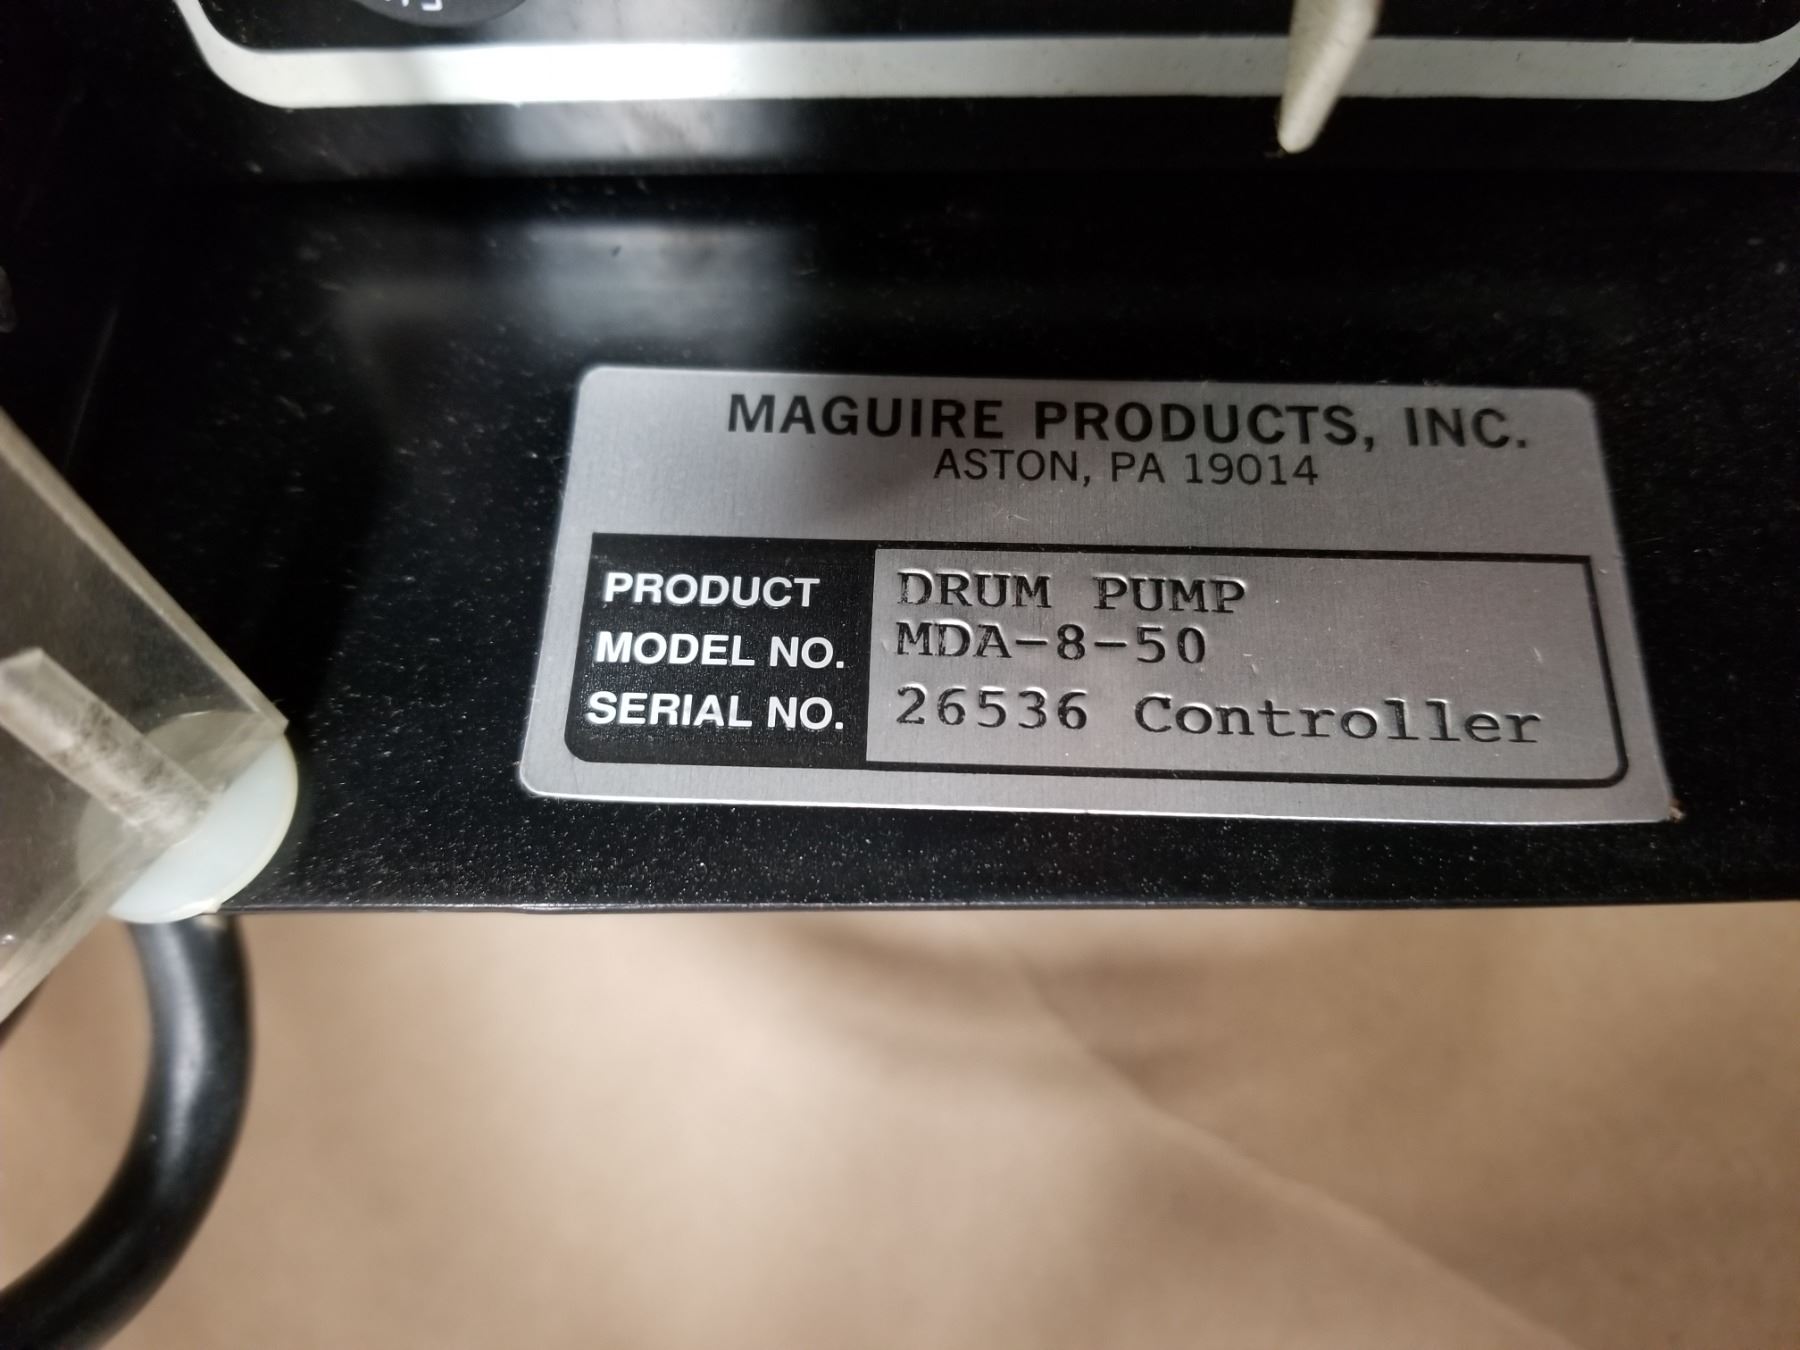 MAGUIRE PRODUCTS, INC.
ASTON, PA 19014
PRODUCT DRUM PUMP
MODEL NO. MDA-8-50
SERIAL NO. 26536 Controller